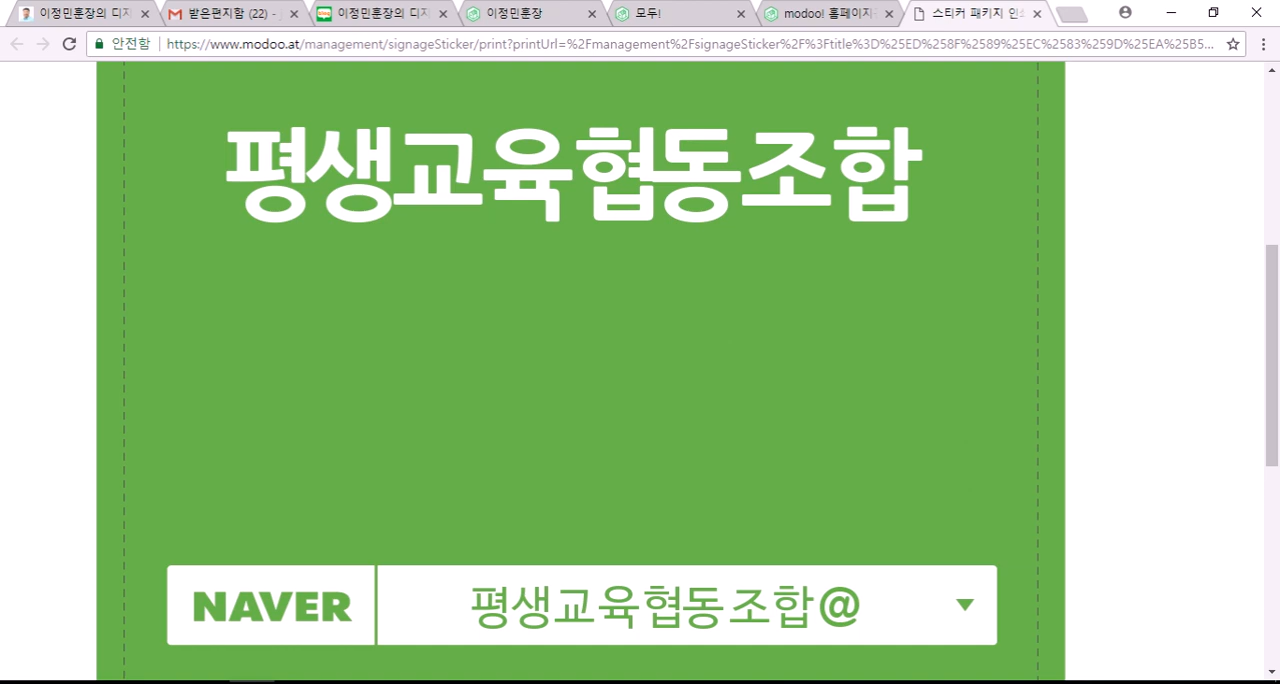 이정민훈장의 디지
받은편지함 (22) -
이정민훈장의 디지
이정민훈장
모두!
modoo! 홈페이지
스티커 패키지 인쇄
안전함
https://www.modoo.at/management/signageSticker/print?printUrl=%2Fmanagement%2FsignageSticker%2F%3Ftitle%3D%25ED%258F%2589%25EC%2583%259D%25EA%25B5...
평생교육협동조합
NAVER
평생교육협동조합@